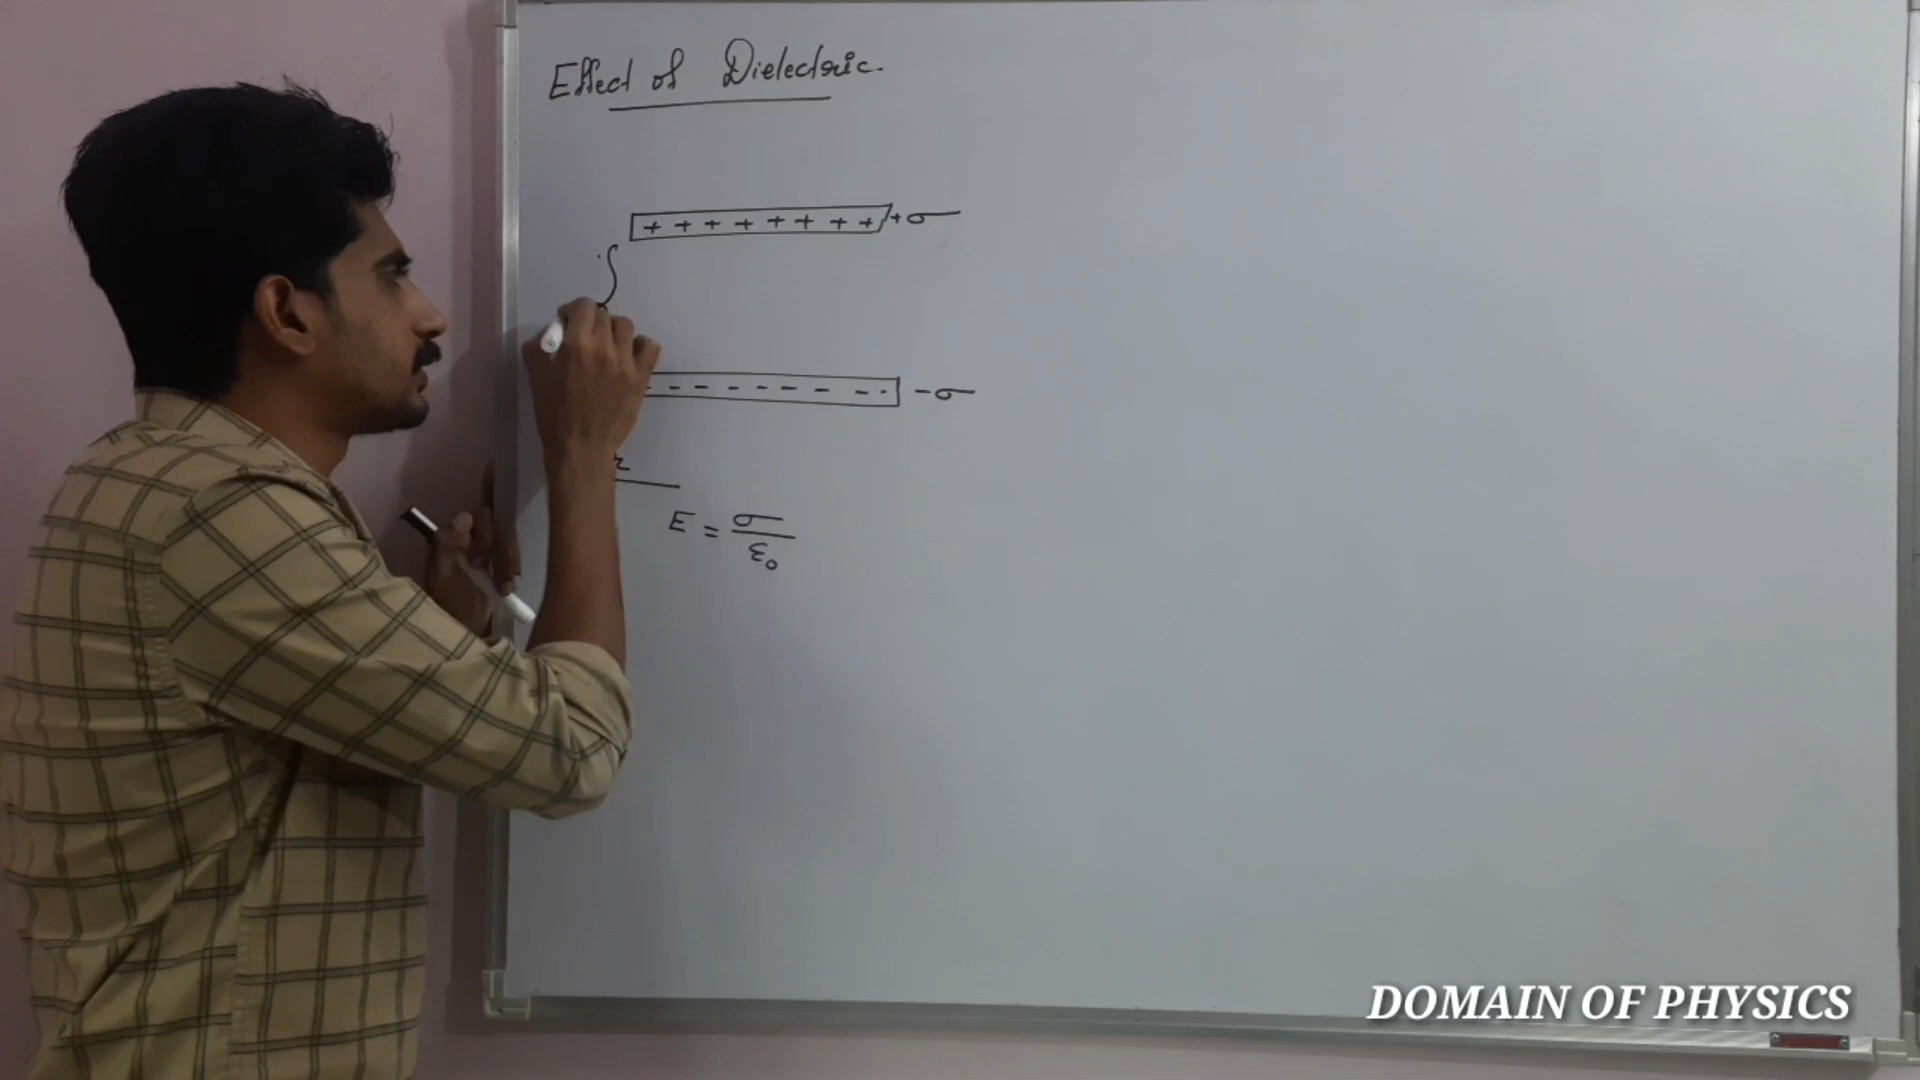 Effect of Dielectric.
+ + + + + + + + +σ
- - - - - - - - -σ
E = σ/ε₀
DOMAIN OF PHYSICS